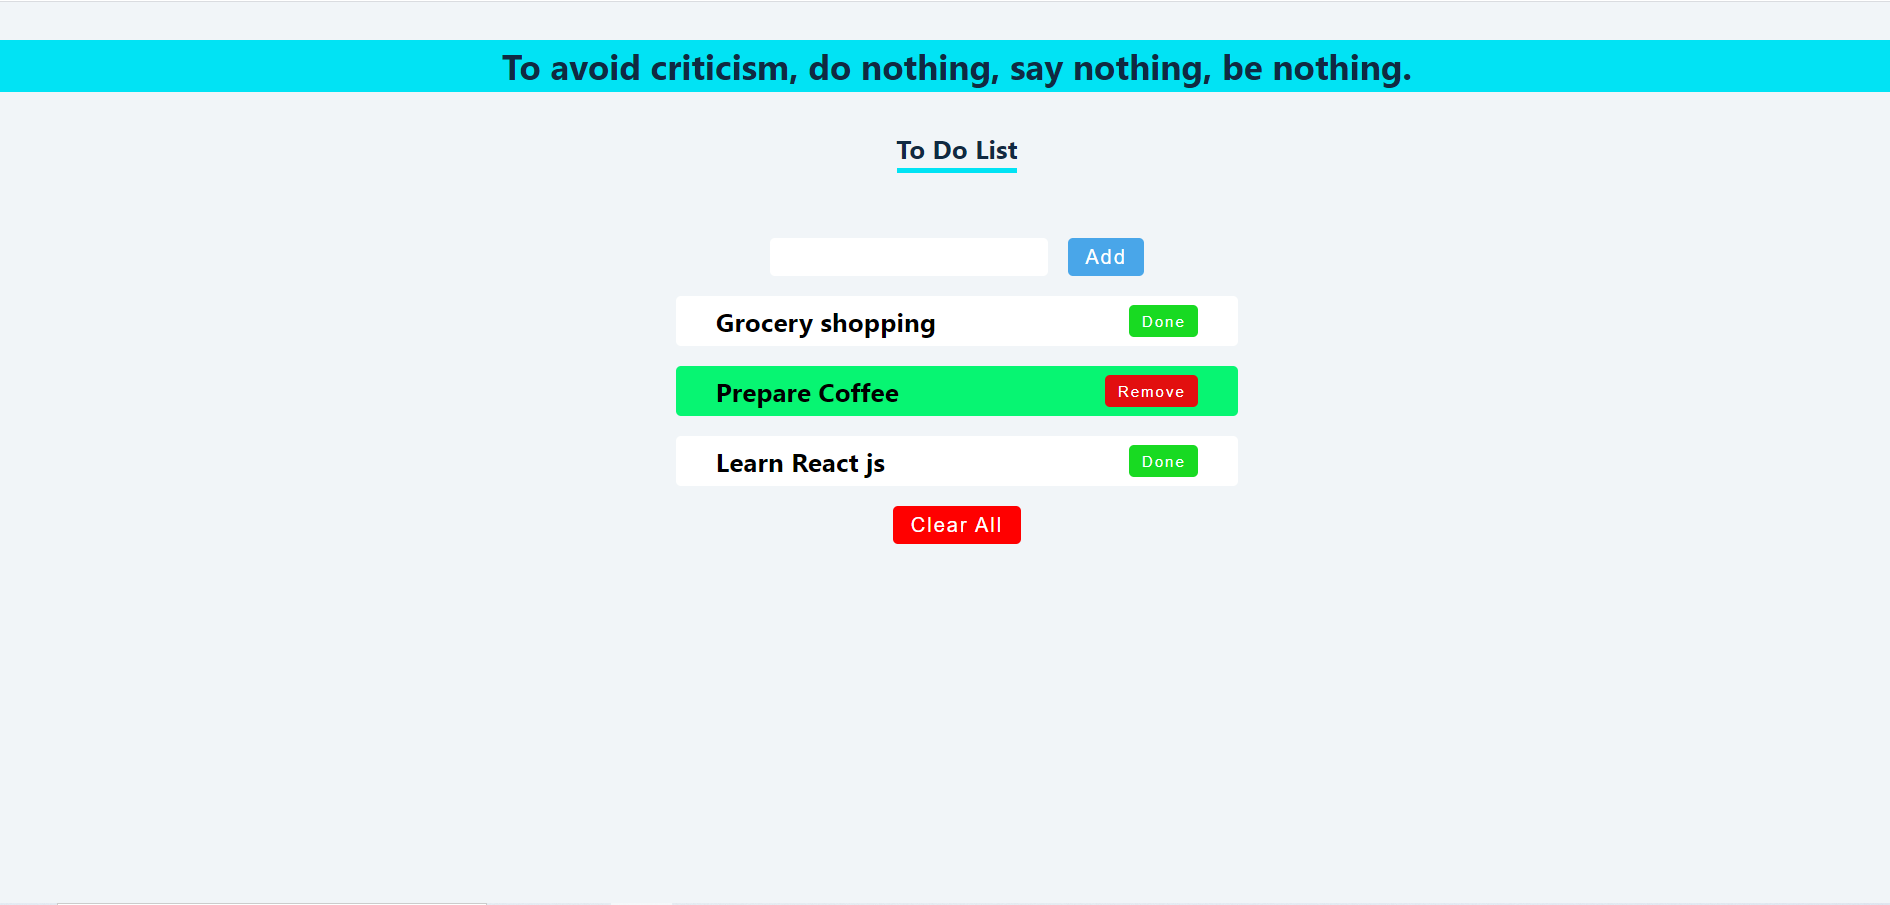 To avoid criticism, do nothing, say nothing, be nothing.
To Do List
Add
Grocery shopping Done
Prepare Coffee Remove
Learn React js Done
Clear All